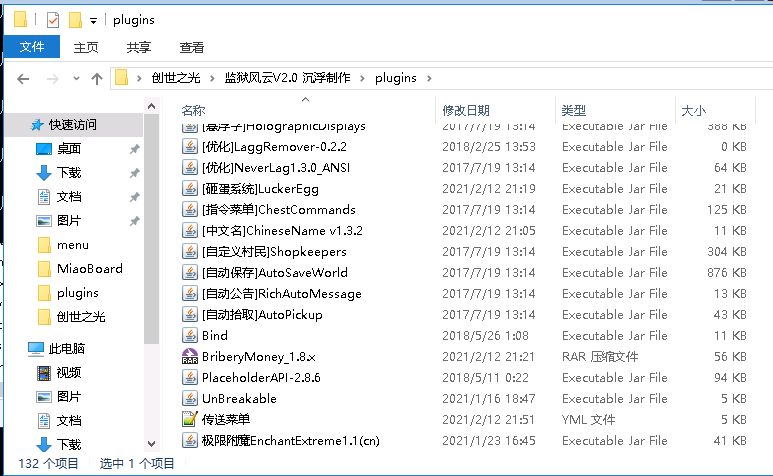 plugins
文件 主页 共享 查看
创世之光 › 监狱风云V2.0 沉浮制作 › plugins ›
名称 修改日期 类型 大小
[悬浮字]HolographicDisplays 2017/7/19 13:14 Executable Jar File 388 KB
快速访问
桌面
下载
文档
图片
menu
MiaoBoard
plugins
创世之光
此电脑
视频
图片
文档
下载
[优化]LaggRemover-0.2.2 2018/2/25 13:53 Executable Jar File 0 KB
[优化]NeverLag1.3.0_ANSI 2017/7/19 13:14 Executable Jar File 64 KB
[砸蛋系统]LuckerEgg 2021/2/12 21:19 Executable Jar File 21 KB
[指令菜单]ChestCommands 2017/7/19 13:14 Executable Jar File 125 KB
[中文名]ChineseName v1.3.2 2021/2/12 21:05 Executable Jar File 11 KB
[自定义村民]Shopkeepers 2017/7/19 13:14 Executable Jar File 304 KB
[自动保存]AutoSaveWorld 2017/7/19 13:14 Executable Jar File 876 KB
[自动公告]RichAutoMessage 2017/7/19 13:14 Executable Jar File 13 KB
[自动拾取]AutoPickup 2017/7/19 13:14 Executable Jar File 43 KB
Bind 2018/5/26 1:08 Executable Jar File 11 KB
BriberyMoney_1.8.x 2021/2/12 21:21 RAR 压缩文件 56 KB
PlaceholderAPI-2.8.6 2018/5/11 0:22 Executable Jar File 94 KB
UnBreakable 2021/1/16 18:47 Executable Jar File 5 KB
传送菜单 2021/2/12 21:51 YML 文件 5 KB
极限附魔EnchantExtreme1.1(cn) 2021/1/23 16:45 Executable Jar File 41 KB
132 个项目 选中 1 个项目